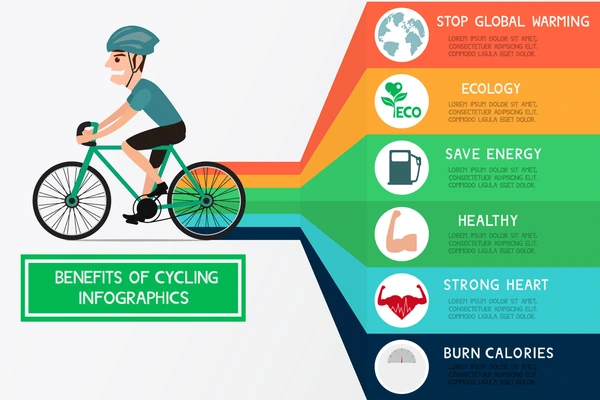 STOP GLOBAL WARMING
LOREM IPSUM DOLOR SIT AMET,
CONSECTETUER ADIPISCING ELIT.
COMMODO LIGULA EGET DOLOR.
ECOLOGY
LOREM IPSUM DOLOR SIT AMET,
CONSECTETUER ADIPISCING ELIT.
COMMODO LIGULA EGET DOLOR.
ECO
SAVE ENERGY
LOREM IPSUM DOLOR SIT AMET,
CONSECTETUER ADIPISCING ELIT.
COMMODO LIGULA EGET DOLOR.
HEALTHY
LOREM IPSUM DOLOR SIT AMET,
CONSECTETUER ADIPISCING ELIT.
COMMODO LIGULA EGET DOLOR.
BENEFITS OF CYCLING
INFOGRAPHICS
STRONG HEART
LOREM IPSUM DOLOR SIT AMET,
CONSECTETUER ADIPISCING ELIT.
COMMODO LIGULA EGET DOLOR.
BURN CALORIES
LOREM IPSUM DOLOR SIT AMET,
CONSECTETUER ADIPISCING ELIT.
COMMODO LIGULA EGET DOLOR.